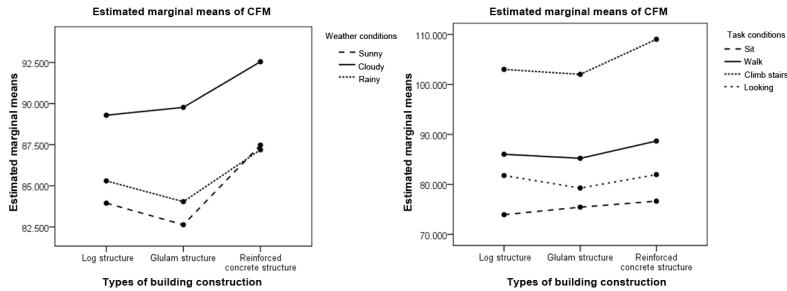 Estimated marginal means of CFM
Estimated marginal means
92.500
90.000
87.500
85.000
82.500
Log structure
Glulam structure
Reinforced
concrete structure
Types of building construction
Weather conditions
Sunny
Cloudy
Rainy
Estimated marginal means of CFM
Estimated marginal means
110.000
100.000
90.000
80.000
70.000
Log structure
Glulam structure
Reinforced
concrete structure
Types of building construction
Task conditions
Sit
Walk
Climb stairs
Looking